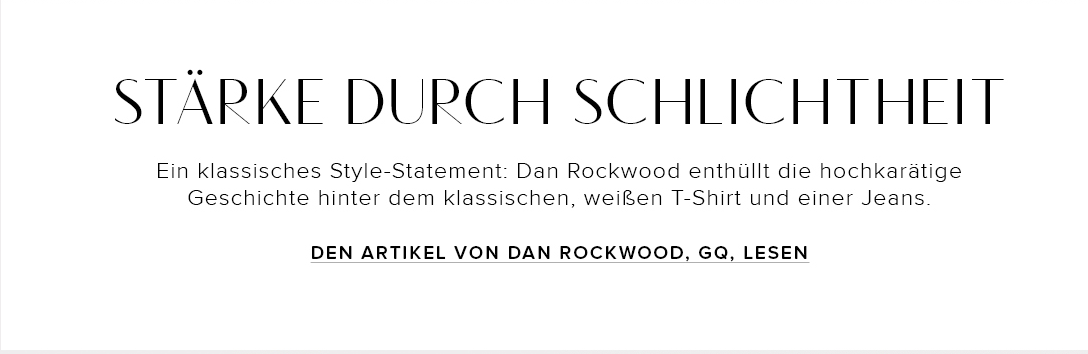 STÄRKE DURCH SCHLICHTHEIT
Ein klassisches Style-Statement: Dan Rockwood enthüllt die hochkarätige
Geschichte hinter dem klassischen, weißen T-Shirt und einer Jeans.
DEN ARTIKEL VON DAN ROCKWOOD, GQ, LESEN